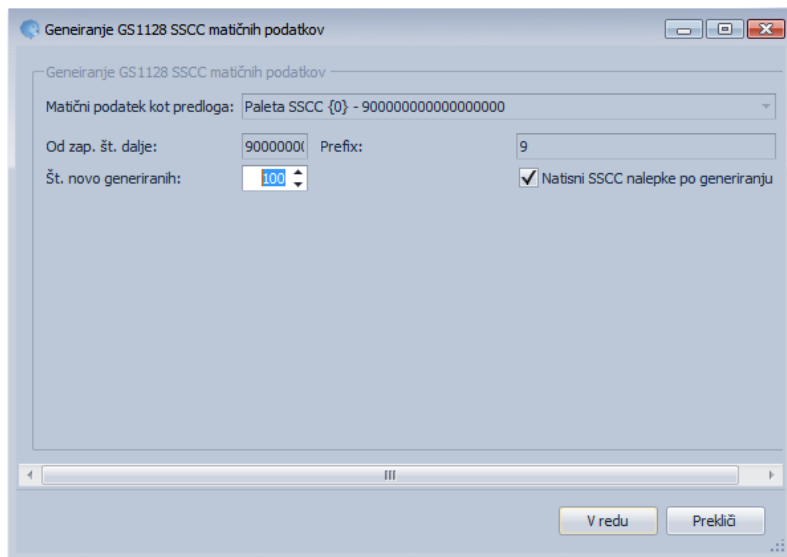 Geneiranje GS1128 SSCC matičnih podatkov
Geneiranje GS1128 SSCC matičnih podatkov
Matični podatek kot predloga: Paleta SSCC {0} - 900000000000000000
Od zap. št. dalje: 9000000( Prefix: 9
Št. novo generiranih: 100 Natisni SSCC nalepke po generiranju
V redu Prekliči